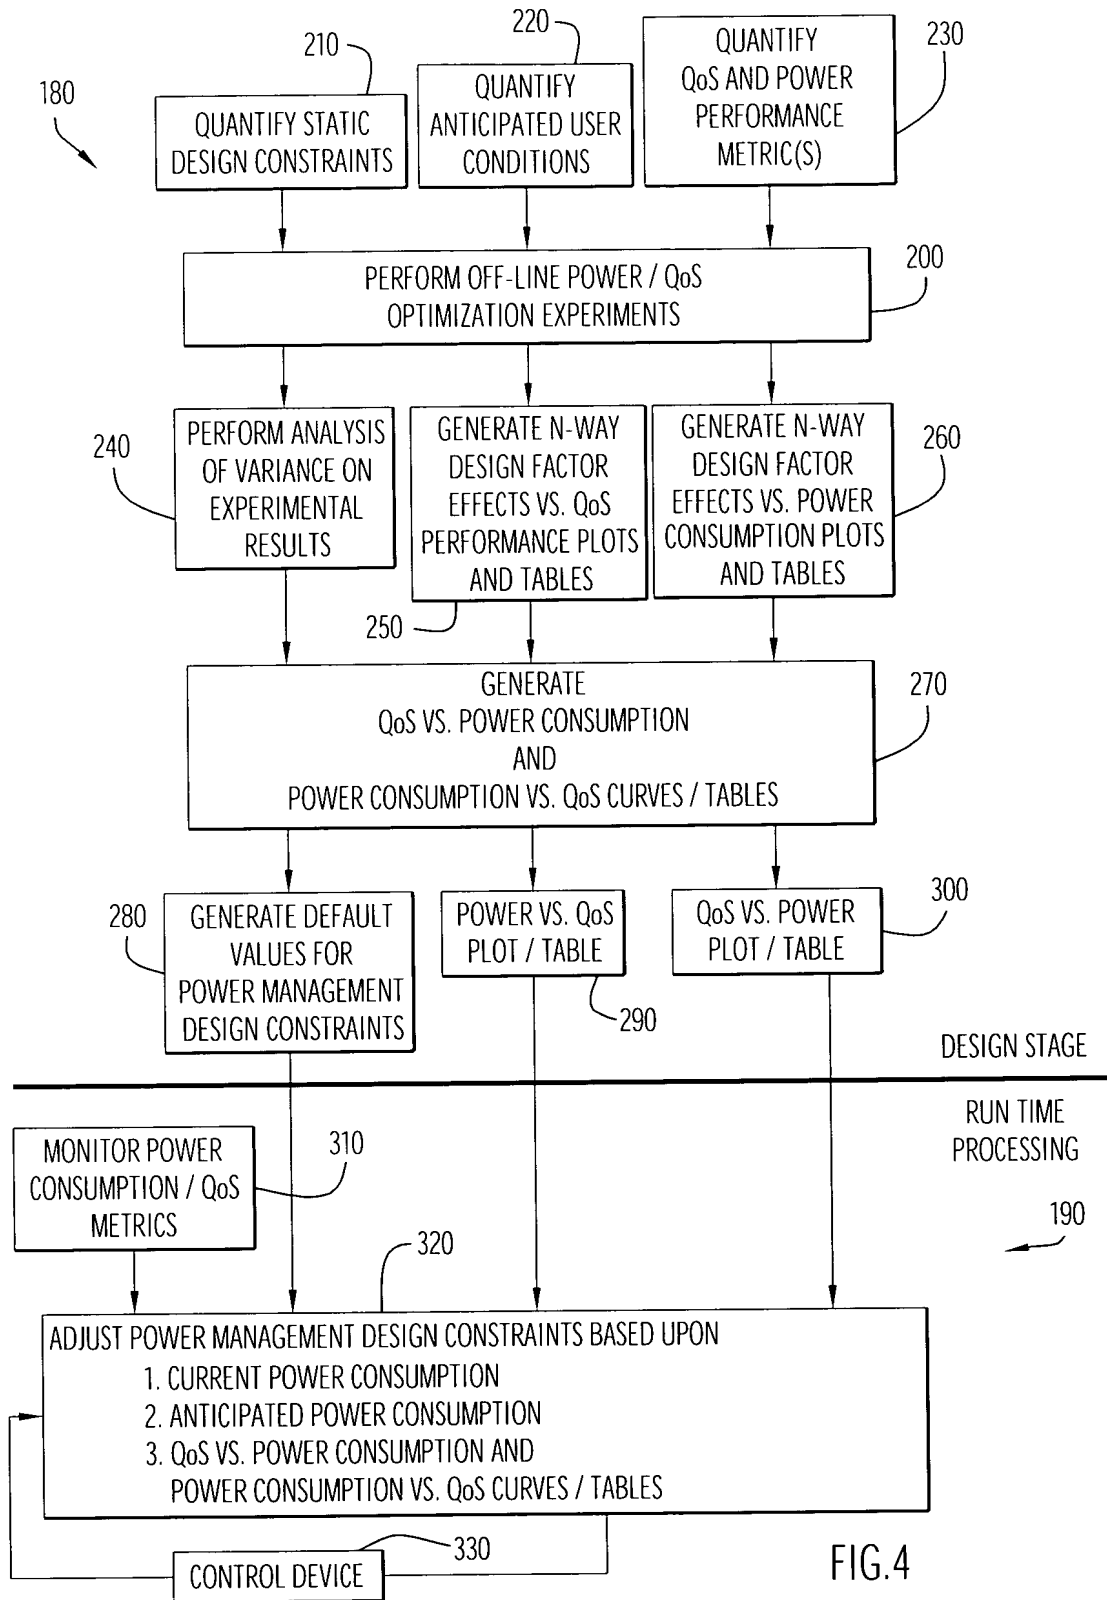 180
210
QUANTIFY STATIC
DESIGN CONSTRAINTS
220
QUANTIFY
ANTICIPATED USER
CONDITIONS
230
QUANTIFY
QoS AND POWER
PERFORMANCE
METRIC(S)
PERFORM OFF-LINE POWER / QoS
OPTIMIZATION EXPERIMENTS
200
240
PERFORM ANALYSIS
OF VARIANCE ON
EXPERIMENTAL
RESULTS
GENERATE N-WAY
DESIGN FACTOR
EFFECTS VS. QoS
PERFORMANCE PLOTS
AND TABLES
250
GENERATE N-WAY
DESIGN FACTOR
EFFECTS VS. POWER
CONSUMPTION PLOTS
AND TABLES
260
GENERATE
QoS VS. POWER CONSUMPTION
AND
POWER CONSUMPTION VS. QoS CURVES / TABLES
270
280
GENERATE DEFAULT
VALUES FOR
POWER MANAGEMENT
DESIGN CONSTRAINTS
POWER VS. QoS
PLOT / TABLE
290
QoS VS. POWER
PLOT / TABLE
300
DESIGN STAGE
RUN TIME
PROCESSING
190
MONITOR POWER
CONSUMPTION / QoS
METRICS
310
320
ADJUST POWER MANAGEMENT DESIGN CONSTRAINTS BASED UPON
1. CURRENT POWER CONSUMPTION
2. ANTICIPATED POWER CONSUMPTION
3. QoS VS. POWER CONSUMPTION AND
POWER CONSUMPTION VS. QoS CURVES / TABLES
330
CONTROL DEVICE
FIG.4